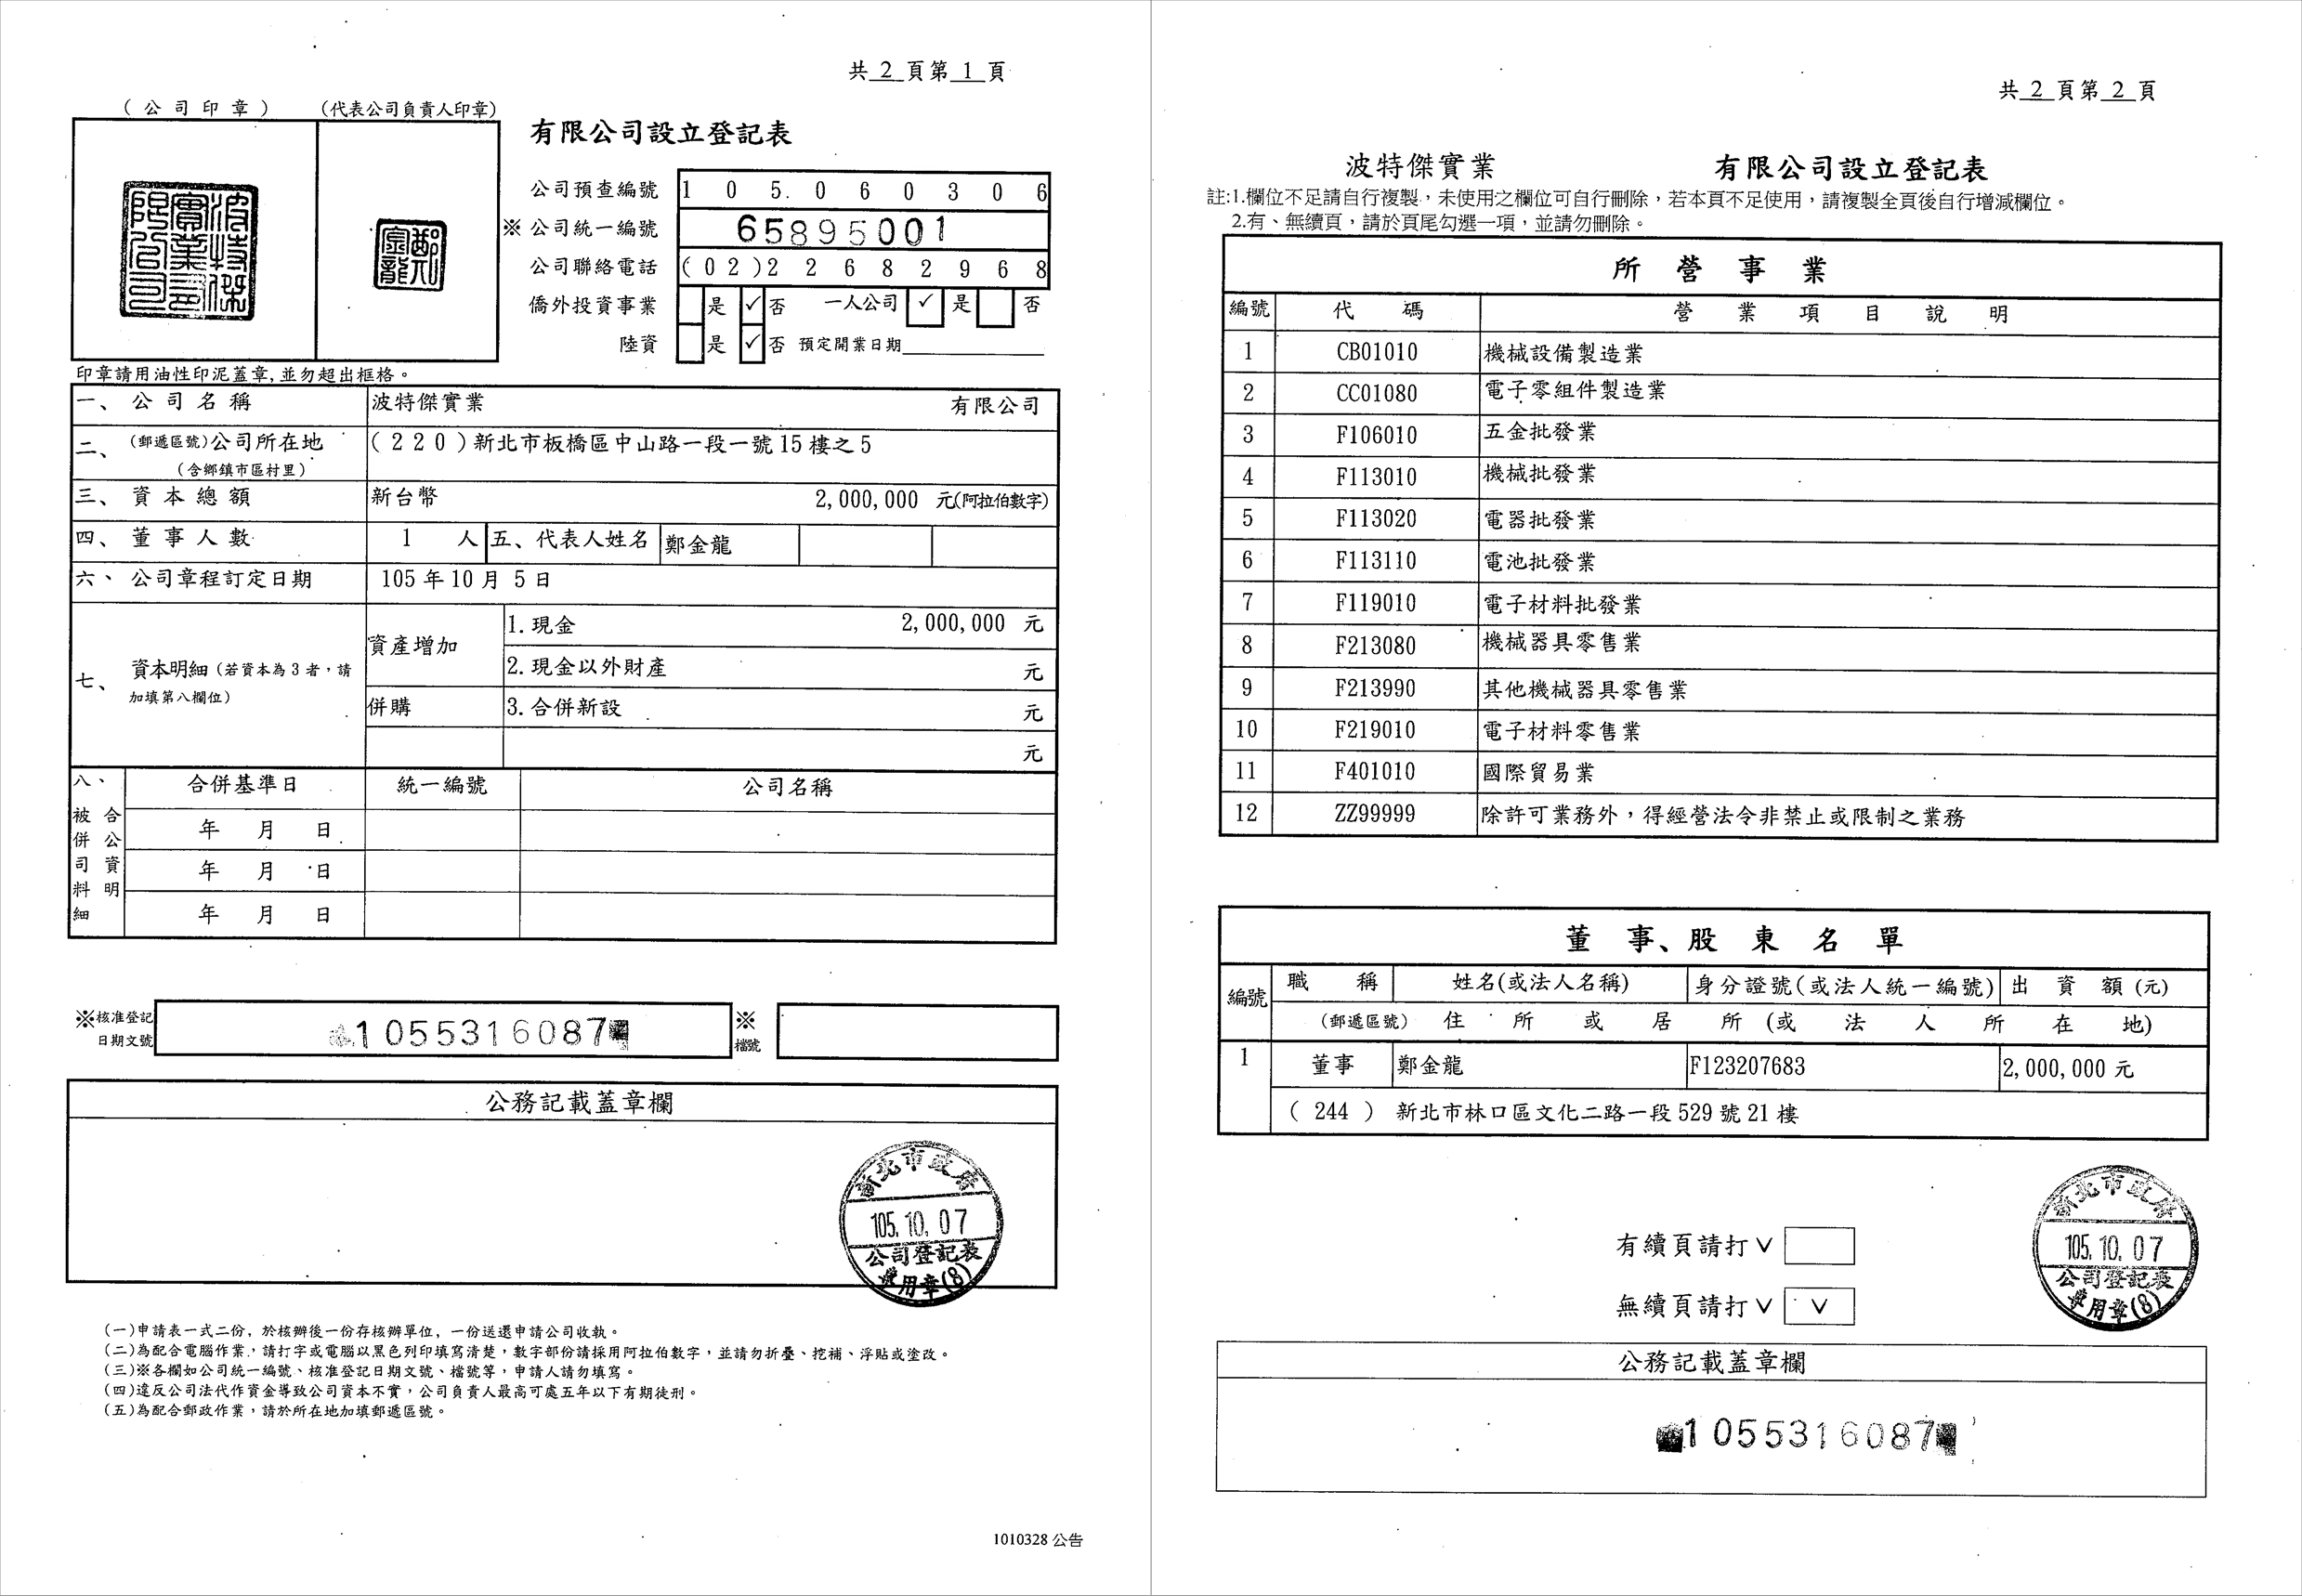 共 2 頁第 1 頁
(公司印章)
(代表公司負責人印章)
有限公司設立登記表
波特傑
實業有
限公司
鄭金龍
公司預查編號 105.060306
※公司統一編號 65895001
公司聯絡電話 (02)22682968
僑外投資事業 是 ✓ 否 一人公司 ✓ 是 否
陸資 是 ✓ 否 預定開業日期
印章請用油性印泥蓋章,並勿超出框格。
一、公司名稱 波特傑實業 有限公司
二、(郵遞區號)公司所在地 (220)新北市板橋區中山路一段一號15樓之5
(含鄉鎮市區村里)
三、資本總額 新台幣 2,000,000 元(阿拉伯數字)
四、董事人數 1 人 五、代表人姓名 鄭金龍
六、公司章程訂定日期 105年10月5日
七、資本明細(若資本為3者,請加填第八欄位)
資產增加 1.現金 2,000,000 元
2.現金以外財產 元
併購 3.合併新設 元
元
八、被合併公司資料明細
合併基準日 統一編號 公司名稱
年 月 日
年 月 日
年 月 日
※核准登記日期文號 1055316087
※檔號
公務記載蓋章欄
新北市政府
105.10.07
公司登記表
專用章(8)
(一)申請表一式二份,於核辦後一份存核辦單位,一份送還申請公司收執。
(二)為配合電腦作業,請打字或電腦以黑色列印填寫清楚,數字部份請採用阿拉伯數字,並請勿折疊、挖補、浮貼或塗改。
(三)※各欄如公司統一編號、核准登記日期文號、檔號等,申請人請勿填寫。
(四)違反公司法代作資金導致公司資本不實,公司負責人最高可處五年以下有期徒刑。
(五)為配合郵政作業,請於所在地加填郵遞區號。
1010328 公告
共 2 頁第 2 頁
波特傑實業 有限公司設立登記表
註:1.欄位不足請自行複製,未使用之欄位可自行刪除,若本頁不足使用,請複製全頁後自行增減欄位。
2.有、無續頁,請於頁尾勾選一項,並請勿刪除。
所營事業
編號 代碼 營業項目說明
1 CB01010 機械設備製造業
2 CC01080 電子零組件製造業
3 F106010 五金批發業
4 F113010 機械批發業
5 F113020 電器批發業
6 F113110 電池批發業
7 F119010 電子材料批發業
8 F213080 機械器具零售業
9 F213990 其他機械器具零售業
10 F219010 電子材料零售業
11 F401010 國際貿易業
12 ZZ99999 除許可業務外,得經營法令非禁止或限制之業務
董事、股東名單
編號 職稱 姓名(或法人名稱) 身分證號(或法人統一編號) 出資額(元)
(郵遞區號)住所或居所(或法人所在地)
1 董事 鄭金龍 F123207683 2,000,000元
(244) 新北市林口區文化二路一段529號21樓
有續頁請打V
無續頁請打V V
新北市政府
105.10.07
公司登記表
專用章(8)
公務記載蓋章欄
1055316087